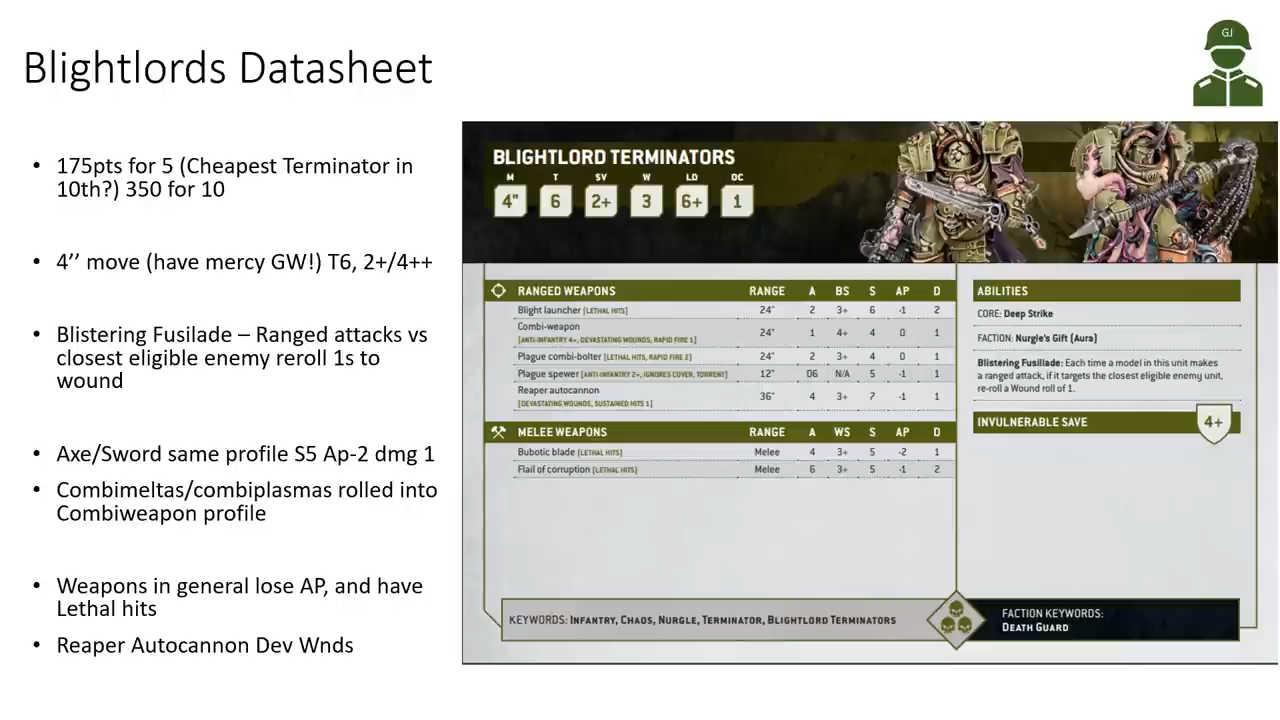 Blightlords Datasheet
GJ
• 175pts for 5 (Cheapest Terminator in
10th?) 350 for 10
• 4’’ move (have mercy GW!) T6, 2+/4++
• Blistering Fusilade – Ranged attacks vs
closest eligible enemy reroll 1s to
wound
• Axe/Sword same profile S5 Ap-2 dmg 1
• Combimeltas/combiplasmas rolled into
Combiweapon profile
• Weapons in general lose AP, and have
Lethal hits
• Reaper Autocannon Dev Wnds
BLIGHTLORD TERMINATORS
M T SV W LD OC
4" 6 2+ 3 6+ 1
RANGED WEAPONS RANGE A BS S AP D
Blight launcher [LETHAL HITS] 24" 2 3+ 6 -1 2
Combi-weapon
[ANTI-INFANTRY 4+, DEVASTATING WOUNDS, RAPID FIRE 1] 24" 1 4+ 4 0 1
Plague combi-bolter [LETHAL HITS, RAPID FIRE 2] 24" 2 3+ 4 0 1
Plague spewer [ANTI-INFANTRY 2+, IGNORES COVER, TORRENT] 12" D6 N/A 5 -1 1
Reaper autocannon
[DEVASTATING WOUNDS, SUSTAINED HITS 1] 36" 4 3+ 7 -1 1
MELEE WEAPONS RANGE A WS S AP D
Bubotic blade [LETHAL HITS] Melee 4 3+ 5 -2 1
Flail of corruption [LETHAL HITS] Melee 6 3+ 5 -1 2
ABILITIES
CORE: Deep Strike
FACTION: Nurgle's Gift (Aura)
Blistering Fusillade: Each time a model in this unit makes
a ranged attack, if it targets the closest eligible enemy unit,
re-roll a Wound roll of 1.
INVULNERABLE SAVE 4+
KEYWORDS: INFANTRY, CHAOS, NURGLE, TERMINATOR, BLIGHTLORD TERMINATORS
FACTION KEYWORDS:
DEATH GUARD